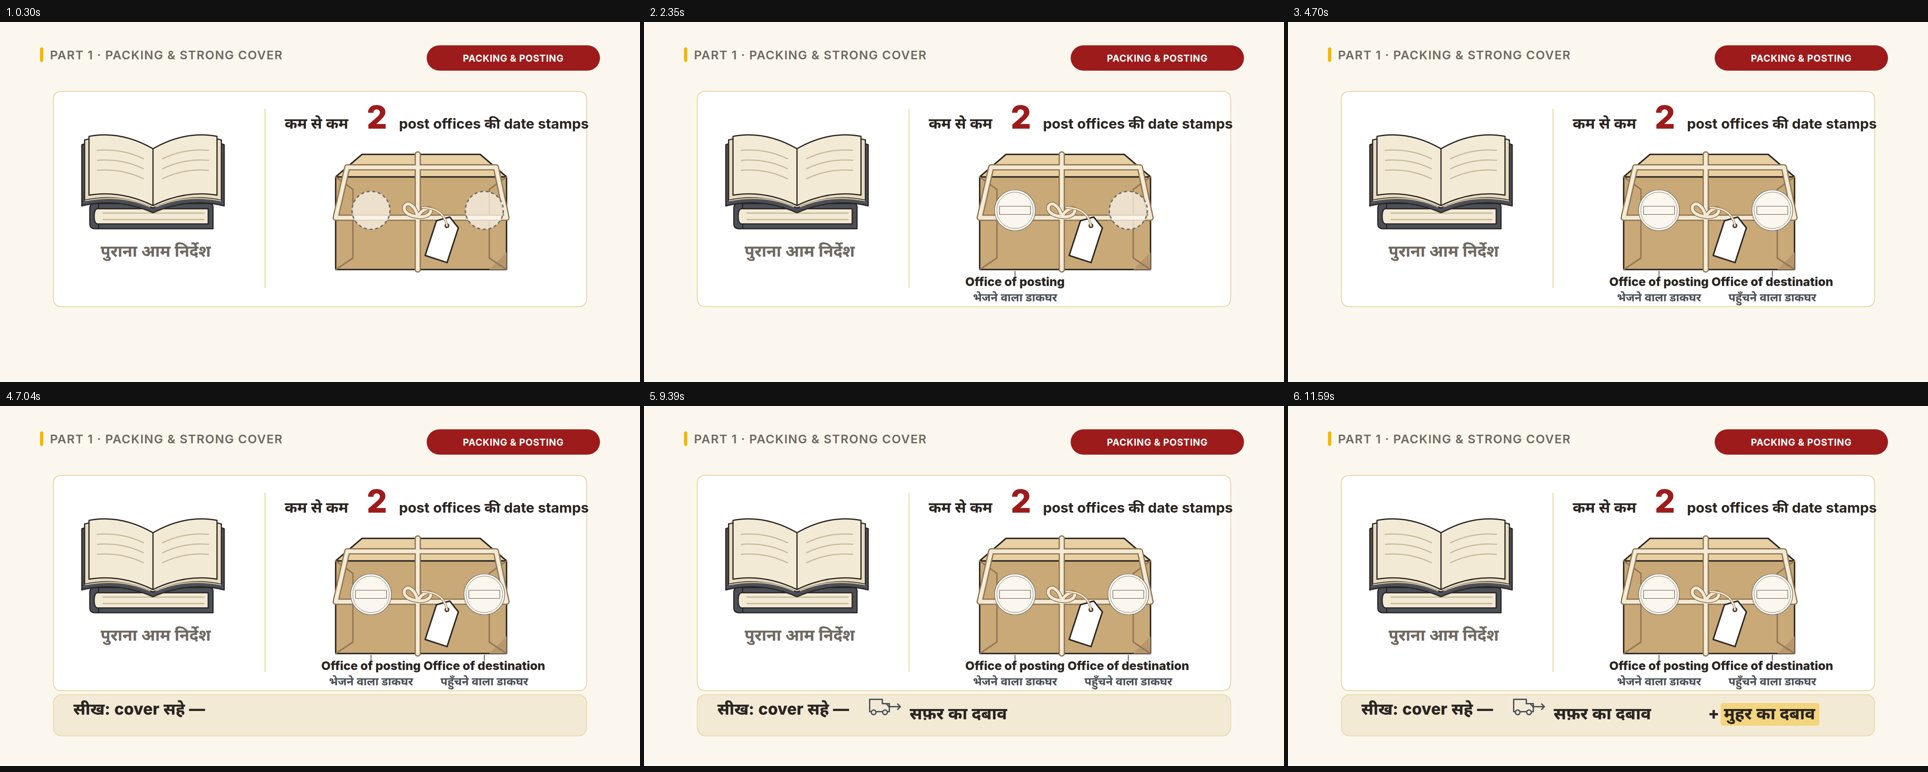 1. 0.30s
PART 1 · PACKING & STRONG COVER
PACKING & POSTING
कम से कम 2 post offices की date stamps
पुराना आम निर्देश
2. 2.35s
PART 1 · PACKING & STRONG COVER
PACKING & POSTING
कम से कम 2 post offices की date stamps
पुराना आम निर्देश
Office of posting
भेजने वाला डाकघर
3. 4.70s
PART 1 · PACKING & STRONG COVER
PACKING & POSTING
कम से कम 2 post offices की date stamps
पुराना आम निर्देश
Office of posting Office of destination
भेजने वाला डाकघर पहुँचने वाला डाकघर
4. 7.04s
PART 1 · PACKING & STRONG COVER
PACKING & POSTING
कम से कम 2 post offices की date stamps
पुराना आम निर्देश
Office of posting Office of destination
भेजने वाला डाकघर पहुँचने वाला डाकघर
सीख: cover सहे —
5. 9.39s
PART 1 · PACKING & STRONG COVER
PACKING & POSTING
कम से कम 2 post offices की date stamps
पुराना आम निर्देश
Office of posting Office of destination
भेजने वाला डाकघर पहुँचने वाला डाकघर
सीख: cover सहे — सफ़र का दबाव
6. 11.59s
PART 1 · PACKING & STRONG COVER
PACKING & POSTING
कम से कम 2 post offices की date stamps
पुराना आम निर्देश
Office of posting Office of destination
भेजने वाला डाकघर पहुँचने वाला डाकघर
सीख: cover सहे — सफ़र का दबाव + मुहर का दबाव